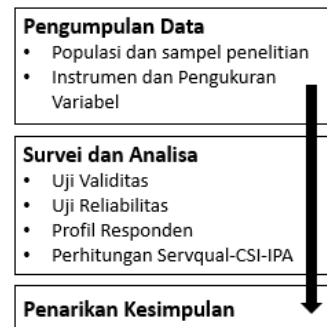 Pengumpulan Data
• Populasi dan sampel penelitian
• Instrumen dan Pengukuran
Variabel
Survei dan Analisa
• Uji Validitas
• Uji Reliabilitas
• Profil Responden
• Perhitungan Servqual-CSI-IPA
Penarikan Kesimpulan